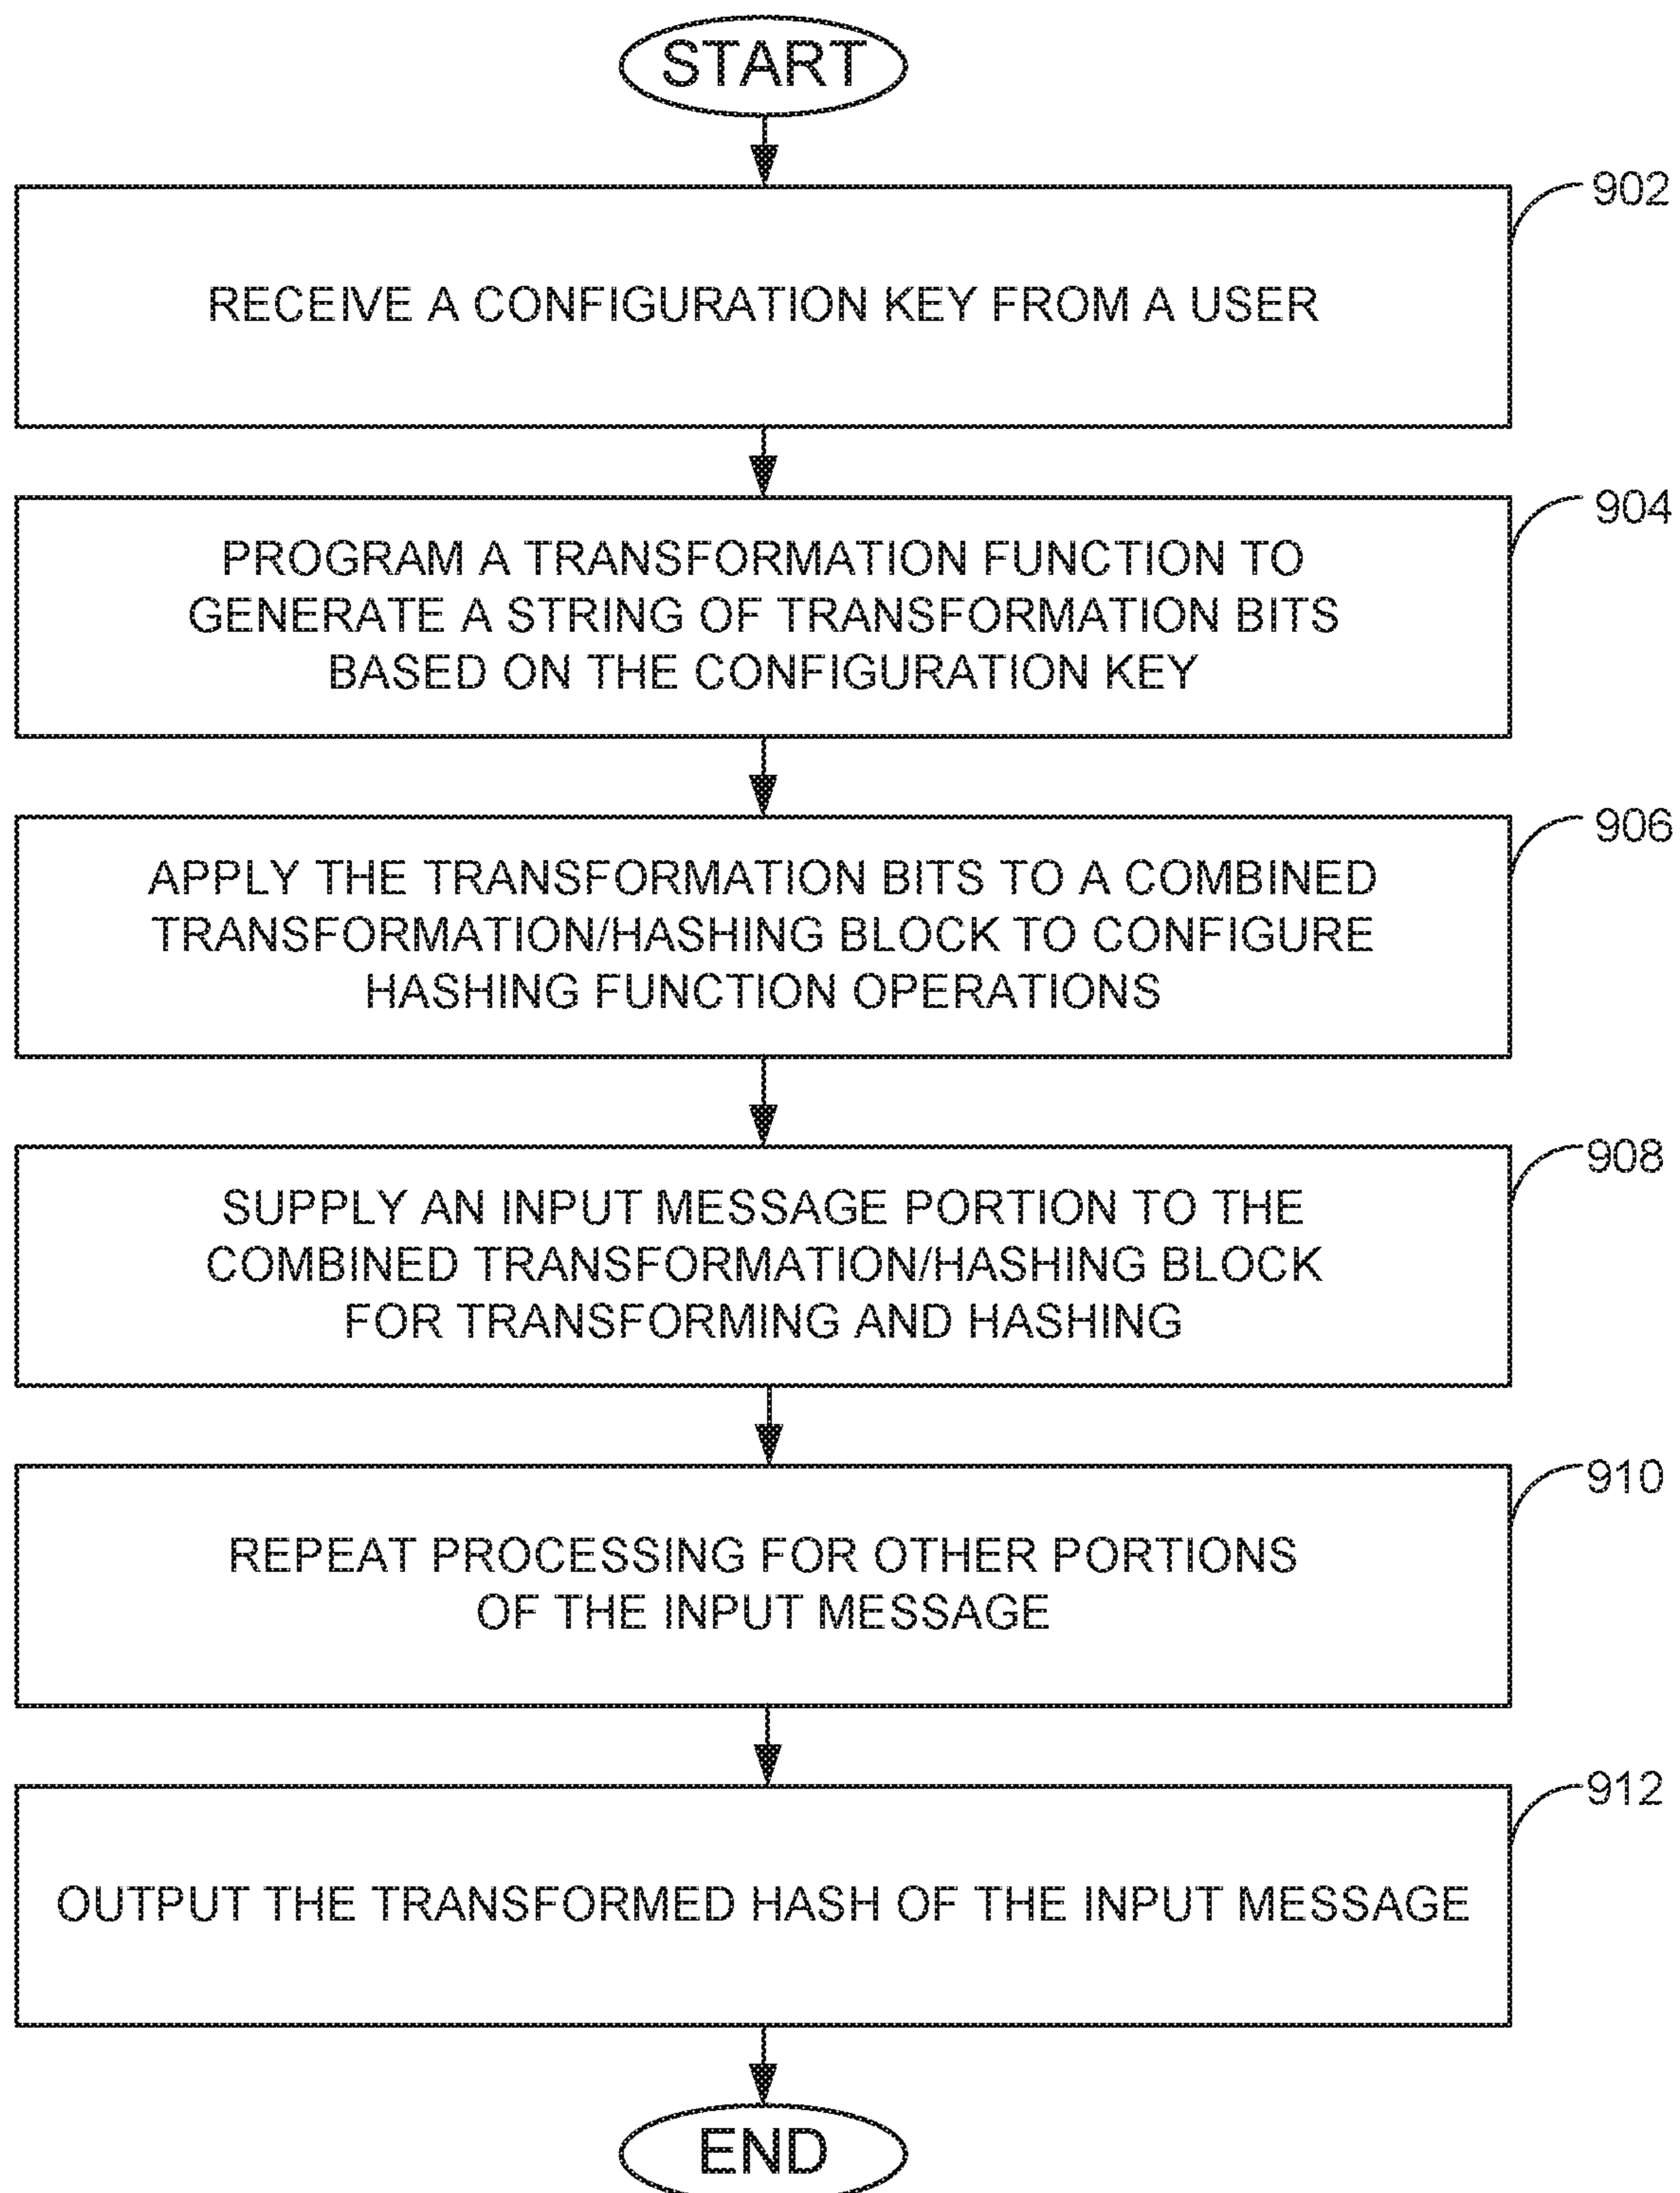 START
902
RECEIVE A CONFIGURATION KEY FROM A USER
904
PROGRAM A TRANSFORMATION FUNCTION TO
GENERATE A STRING OF TRANSFORMATION BITS
BASED ON THE CONFIGURATION KEY
906
APPLY THE TRANSFORMATION BITS TO A COMBINED
TRANSFORMATION/HASHING BLOCK TO CONFIGURE
HASHING FUNCTION OPERATIONS
908
SUPPLY AN INPUT MESSAGE PORTION TO THE
COMBINED TRANSFORMATION/HASHING BLOCK
FOR TRANSFORMING AND HASHING
910
REPEAT PROCESSING FOR OTHER PORTIONS
OF THE INPUT MESSAGE
912
OUTPUT THE TRANSFORMED HASH OF THE INPUT MESSAGE
END